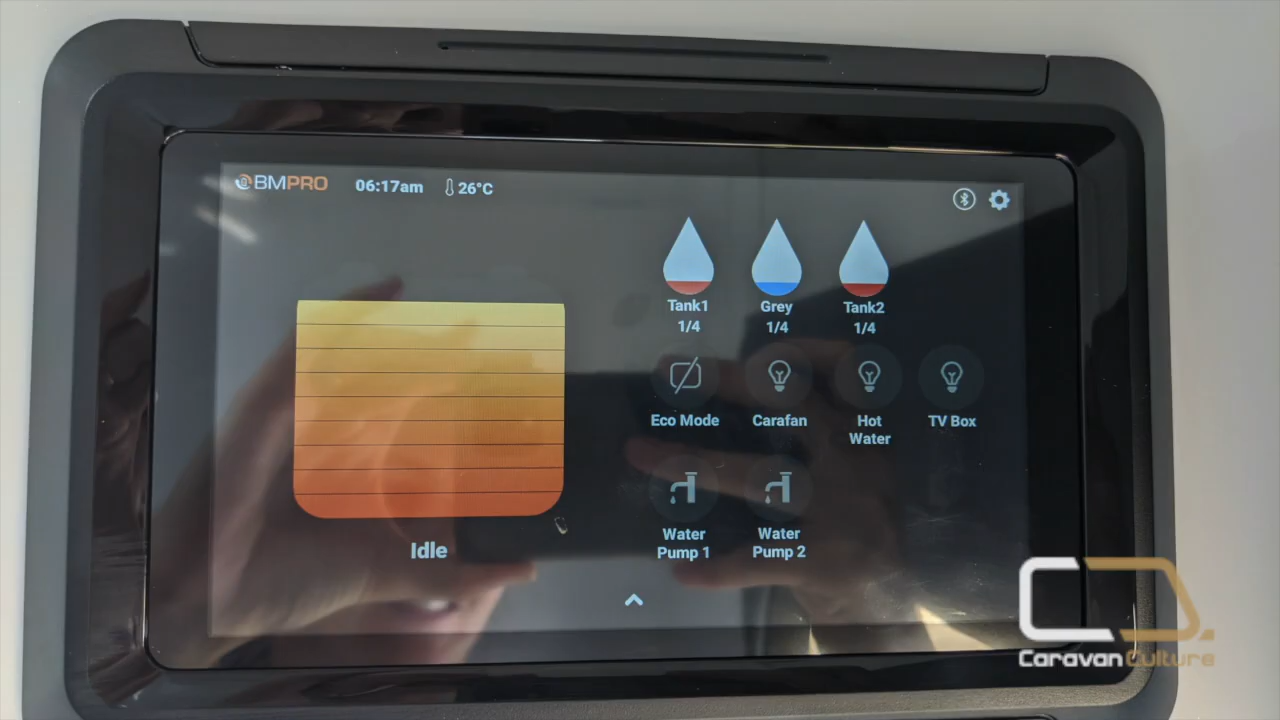 BMPRO 06:17am 26°C
Tank1 Grey Tank2
1/4 1/4 1/4
Eco Mode Carafan Hot Water TV Box
Water Pump 1 Water Pump 2
Idle
Caravan Culture